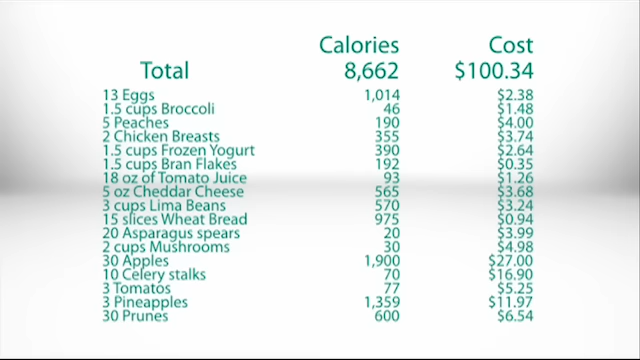 Calories Cost
Total 8,662 $100.34
13 Eggs 1,014 $2.38
1.5 cups Broccoli 46 $1.48
5 Peaches 190 $4.00
2 Chicken Breasts 355 $3.74
1.5 cups Frozen Yogurt 390 $2.64
1.5 cups Bran Flakes 192 $0.35
18 oz of Tomato Juice 93 $1.26
5 oz Cheddar Cheese 565 $3.68
3 cups Lima Beans 570 $3.24
15 slices Wheat Bread 975 $0.94
20 Asparagus spears 20 $3.99
2 cups Mushrooms 30 $4.98
30 Apples 1,900 $27.00
10 Celery stalks 70 $16.90
3 Tomatos 77 $5.25
3 Pineapples 1,359 $11.97
30 Prunes 600 $6.54